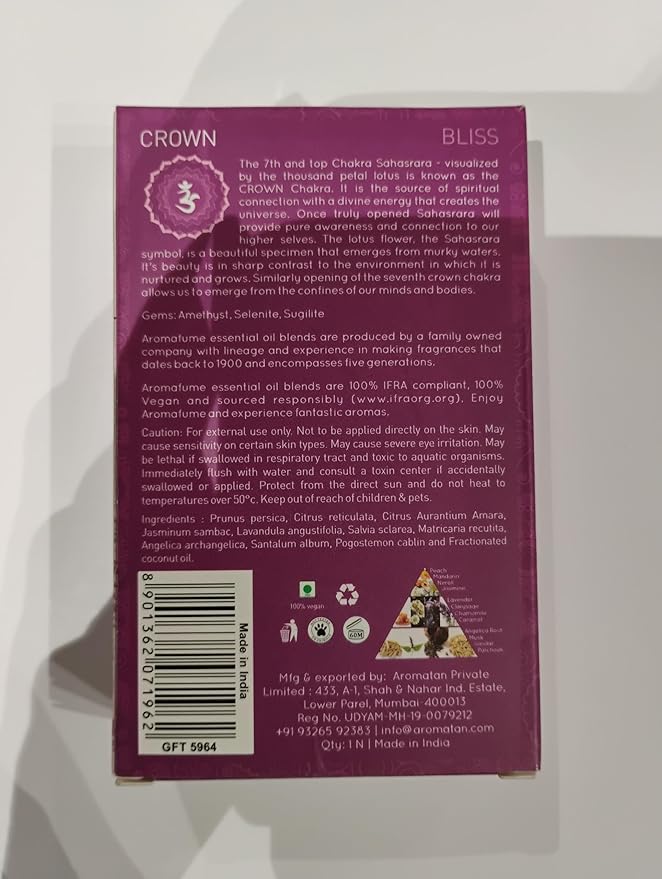 CROWN BLISS
The 7th and top Chakra Sahasrara - visualized
by the thousand petal lotus is known as the
CROWN Chakra. It is the source of spiritual
connection with a divine energy that creates the
universe. Once truly opened Sahasrara will
provide pure awareness and connection to our
higher selves. The lotus flower, the Sahasrara
symbol, is a beautiful specimen that emerges from murky waters.
It's beauty is in sharp contrast to the environment in which it is
nurtured and grows. Similarly opening of the seventh crown chakra
allows us to emerge from the confines of our minds and bodies.
Gems: Amethyst, Selenite, Sugilite
Aromafume essential oil blends are produced by a family owned
company with lineage and experience in making fragrances that
dates back to 1900 and encompasses five generations.
Aromafume essential oil blends are 100% IFRA compliant, 100%
Vegan and sourced responsibly (www.ifraorg.org). Enjoy
Aromafume and experience fantastic aromas.
Caution: For external use only. Not to be applied directly on the skin. May
cause sensitivity on certain skin types. May cause severe eye irritation. May
be lethal if swallowed in respiratory tract and toxic to aquatic organisms.
Immediately flush with water and consult a toxin center if accidentally
swallowed or applied. Protect from the direct sun and do not heat to
temperatures over 50°c. Keep out of reach of children & pets.
Ingredients : Prunus persica, Citrus reticulata, Citrus Aurantium Amara,
Jasminum sambac, Lavandula angustifolia, Salvia sclarea, Matricaria recutita,
Angelica archangelica, Santalum album, Pogostemon cablin and Fractionated
coconut oil.
8 901362 071962
Made in India
GFT 5964
100% vegan
60M
Peach
Mandarin
Neroli
Jasmine
Lavender
Clarysage
Chamomile
Caramel
Angelica Root
Musk
Patchouli
Mfg & exported by: Aromatan Private
Limited : 433, A-1, Shah & Nahar Ind. Estate,
Lower Parel, Mumbai-400013
Reg No. UDYAM-MH-19-0079212
+91 93265 92383 | info@aromatan.com
Qty: 1 N | Made in India